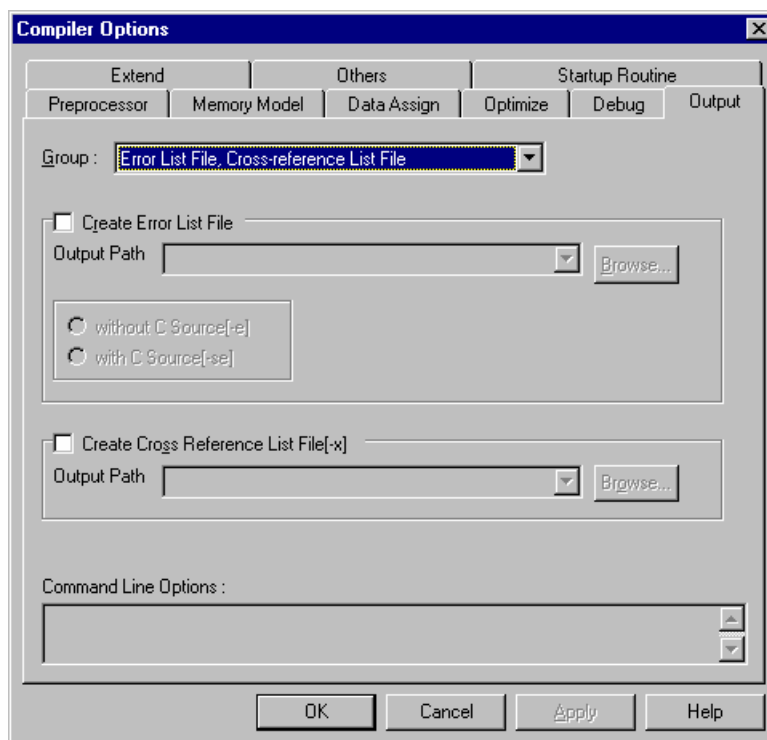 Compiler Options
Extend Others Startup Routine
Preprocessor Memory Model Data Assign Optimize Debug Output
Group : Error List File, Cross-reference List File
Create Error List File
Output Path Browse...
without C Source[-e]
with C Source[-se]
Create Cross Reference List File[-x]
Output Path Browse...
Command Line Options :
OK Cancel Apply Help